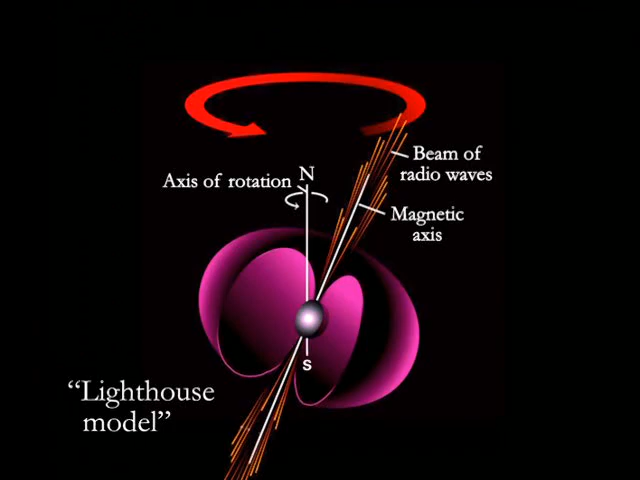 N
Axis of rotation
Beam of
radio waves
Magnetic
axis
S
“Lighthouse
model”